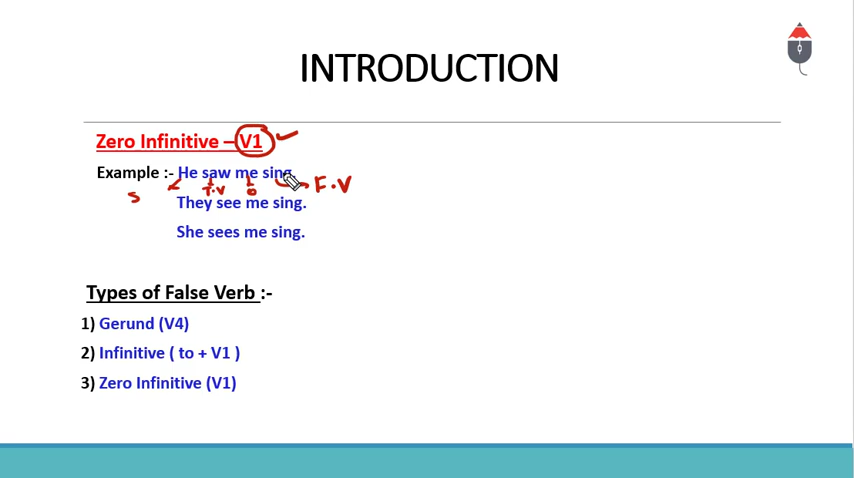 INTRODUCTION
Zero Infinitive – V1
Example :- He saw me sing.
S T.V O F.V
They see me sing.
She sees me sing.
Types of False Verb :-
1) Gerund (V4)
2) Infinitive ( to + V1 )
3) Zero Infinitive (V1)